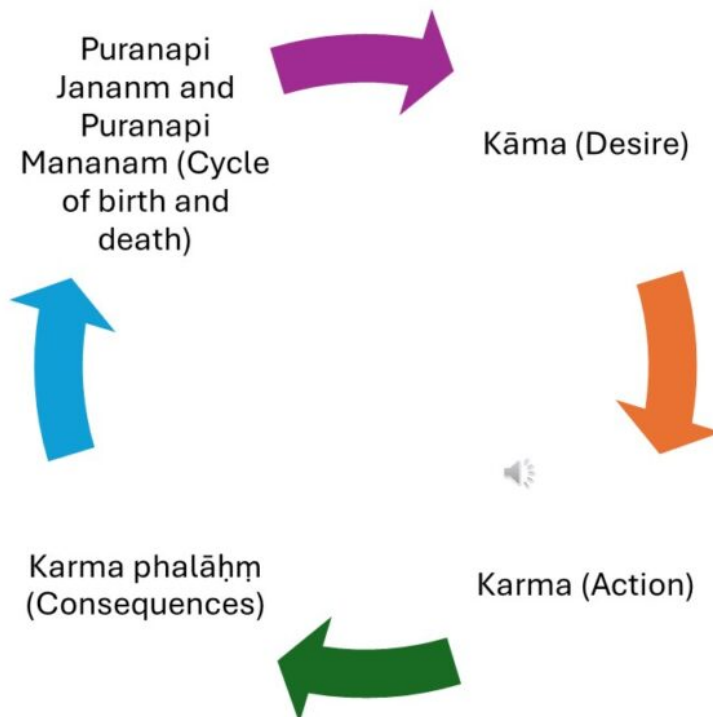 Puranapi
Jananm and
Puranapi
Mananam (Cycle
of birth and
death)
Kāma (Desire)
Karma (Action)
Karma phalāḥṃ
(Consequences)